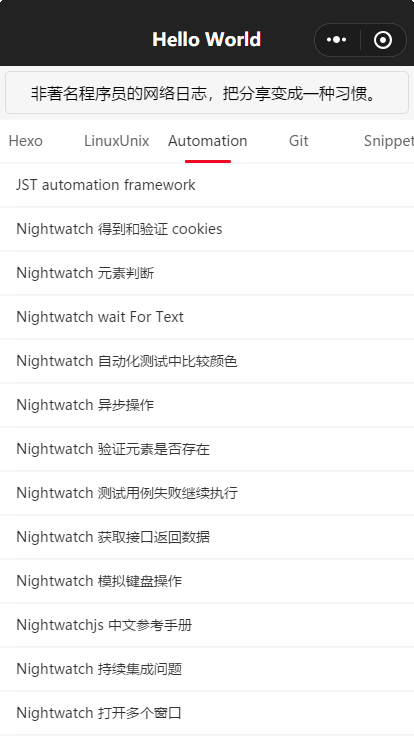 Hello World
非著名程序员的网络日志，把分享变成一种习惯。
Hexo LinuxUnix Automation Git Snippet
JST automation framework
Nightwatch 得到和验证 cookies
Nightwatch 元素判断
Nightwatch wait For Text
Nightwatch 自动化测试中比较颜色
Nightwatch 异步操作
Nightwatch 验证元素是否存在
Nightwatch 测试用例失败继续执行
Nightwatch 获取接口返回数据
Nightwatch 模拟键盘操作
Nightwatchjs 中文参考手册
Nightwatch 持续集成问题
Nightwatch 打开多个窗口